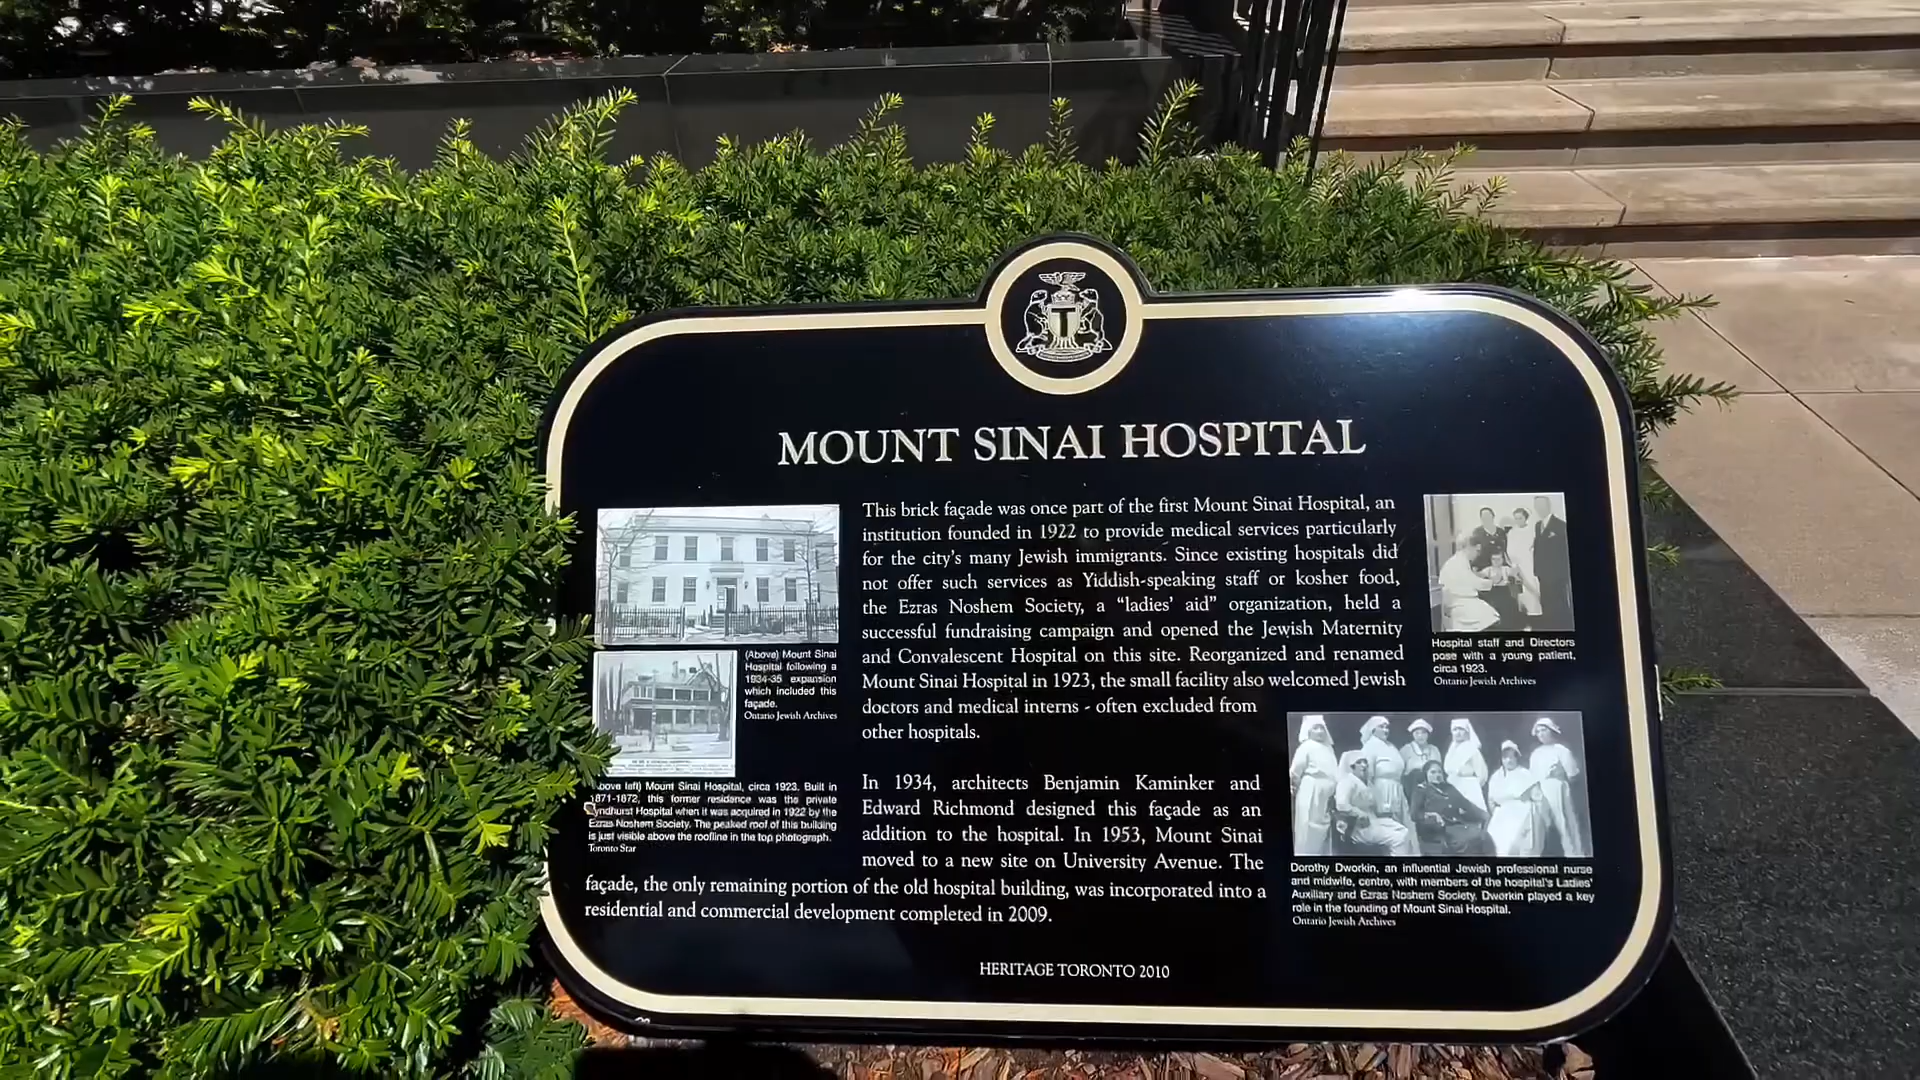 T
MOUNT SINAI HOSPITAL
This brick façade was once part of the first Mount Sinai Hospital, an
institution founded in 1922 to provide medical services particularly
for the city's many Jewish immigrants. Since existing hospitals did
not offer such services as Yiddish-speaking staff or kosher food,
the Ezras Noshem Society, a “ladies’ aid” organization, held a
successful fundraising campaign and opened the Jewish Maternity
and Convalescent Hospital on this site. Reorganized and renamed
Mount Sinai Hospital in 1923, the small facility also welcomed Jewish
doctors and medical interns - often excluded from
other hospitals.
In 1934, architects Benjamin Kaminker and
Edward Richmond designed this façade as an
addition to the hospital. In 1953, Mount Sinai
moved to a new site on University Avenue. The
façade, the only remaining portion of the old hospital building, was incorporated into a
residential and commercial development completed in 2009.
(Above) Mount Sinai
Hospital following a
1934-35 expansion
which included this
façade.
Ontario Jewish Archives
bove left) Mount Sinai Hospital, circa 1923. Built in
1871-1872, this former residence was the private
yndhurst Hospital when it was acquired in 1922 by the
Ezras Noshem Society. The peaked roof of this building
is just visible above the roofline in the top photograph.
Toronto Star
Hospital staff and Directors
pose with a young patient,
circa 1923.
Ontario Jewish Archives
Dorothy Dworkin, an influential Jewish professional nurse
and midwife, centre, with members of the hospital's Ladies'
Auxiliary and Ezras Noshem Society. Dworkin played a key
role in the founding of Mount Sinai Hospital.
Ontario Jewish Archives
HERITAGE TORONTO 2010